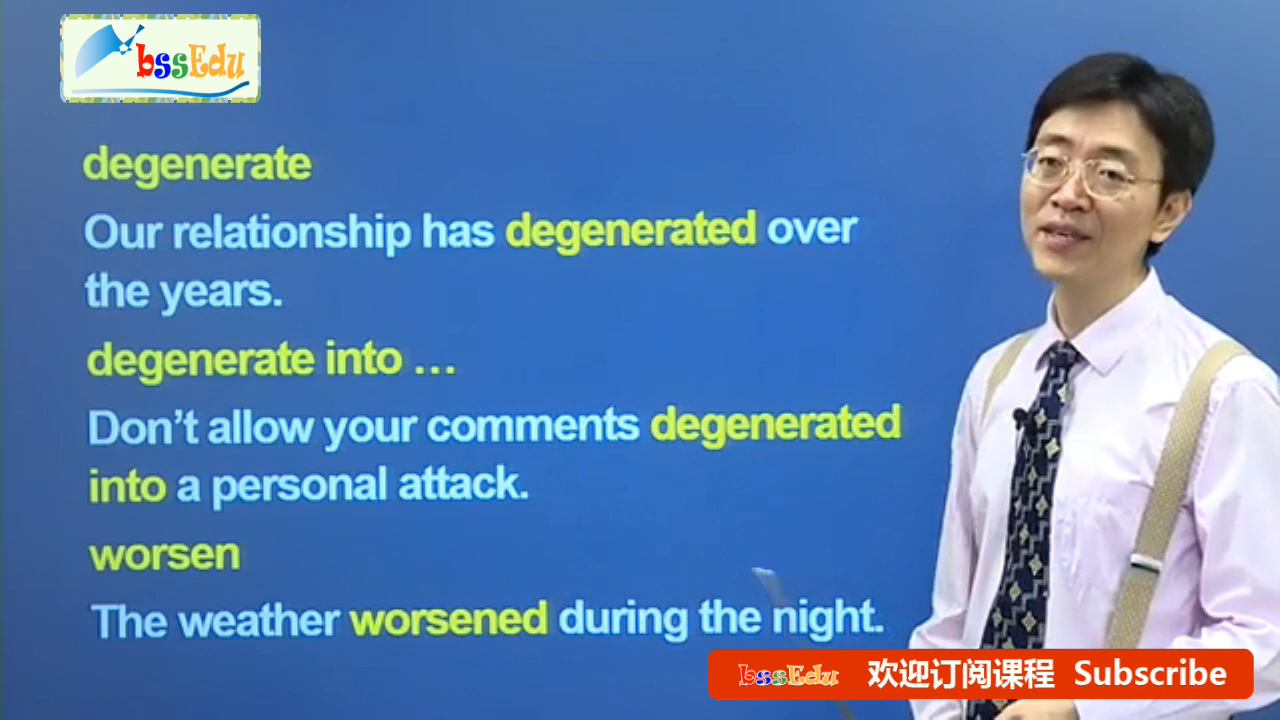 bssEdu
degenerate
Our relationship has degenerated over
the years.
degenerate into …
Don’t allow your comments degenerated
into a personal attack.
worsen
The weather worsened during the night.
bssEdu 欢迎订阅课程 Subscribe